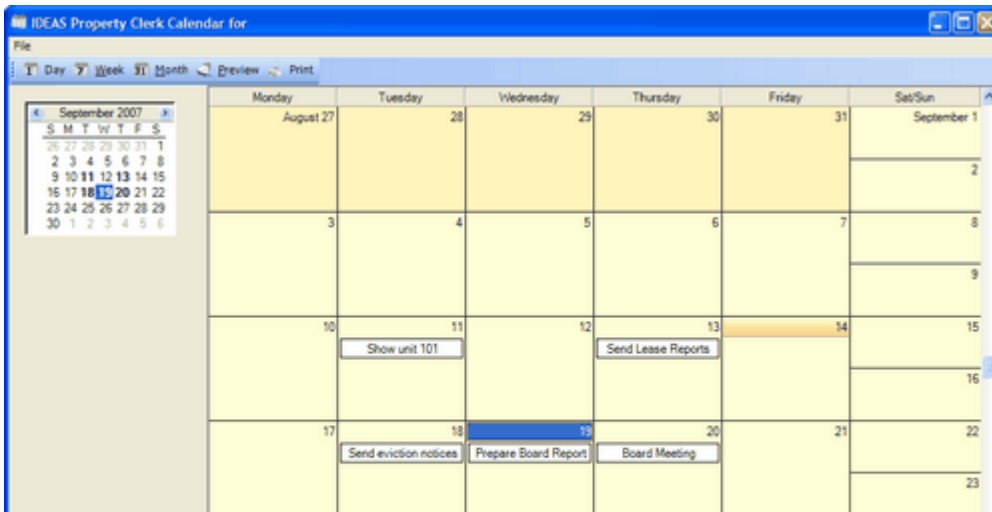 IDEAS Property Clerk Calendar for
File
1 Day 7 Week 31 Month Preview Print
September 2007
S M T W T F S
26 27 28 29 30 31 1
2 3 4 5 6 7 8
9 10 11 12 13 14 15
16 17 18 19 20 21 22
23 24 25 26 27 28 29
30 1 2 3 4 5 6
Monday Tuesday Wednesday Thursday Friday Sat/Sun
August 27 28 29 30 31 September 1
2
3 4 5 6 7 8
9
10 11 12 13 14 15
Show unit 101 Send Lease Reports
16
17 18 19 20 21 22
Send eviction notices Prepare Board Report Board Meeting
23